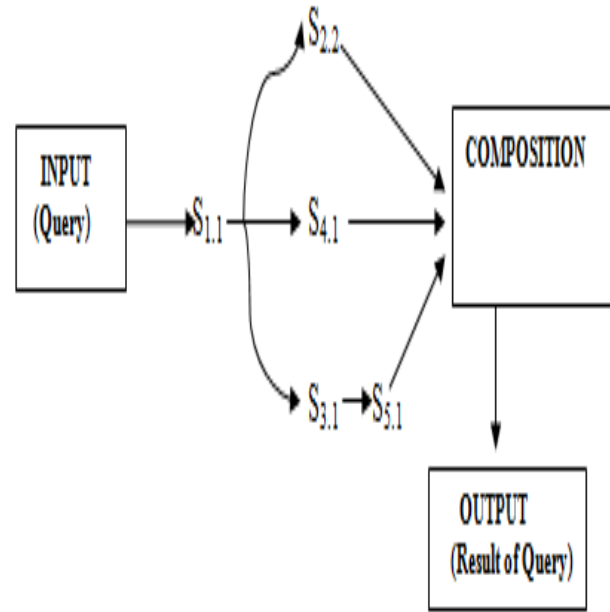 S2.2
INPUT
(Query)
S1.1
S4.1
COMPOSITION
S3.1
S5.1
OUTPUT
(Result of Query)